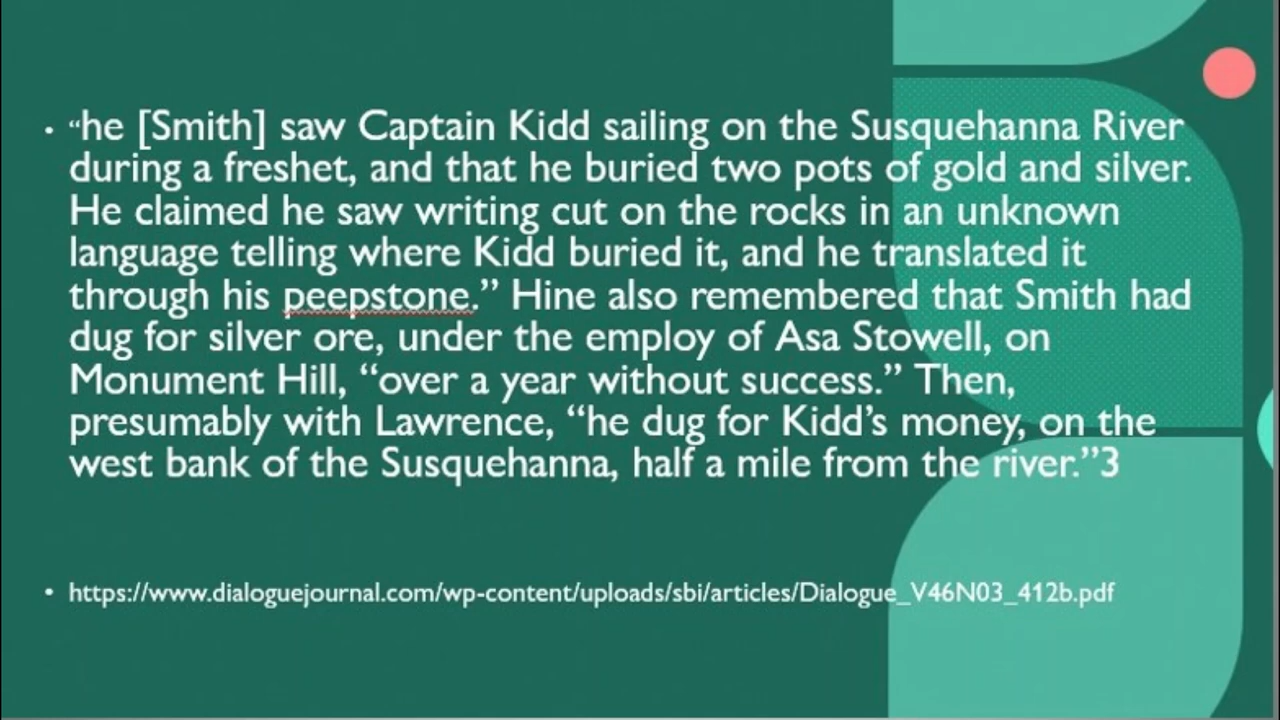 • “he [Smith] saw Captain Kidd sailing on the Susquehanna River
during a freshet, and that he buried two pots of gold and silver.
He claimed he saw writing cut on the rocks in an unknown
language telling where Kidd buried it, and he translated it
through his peepstone.” Hine also remembered that Smith had
dug for silver ore, under the employ of Asa Stowell, on
Monument Hill, “over a year without success.” Then,
presumably with Lawrence, “he dug for Kidd’s money, on the
west bank of the Susquehanna, half a mile from the river.”3
• https://www.dialoguejournal.com/wp-content/uploads/sbi/articles/Dialogue_V46N03_412b.pdf